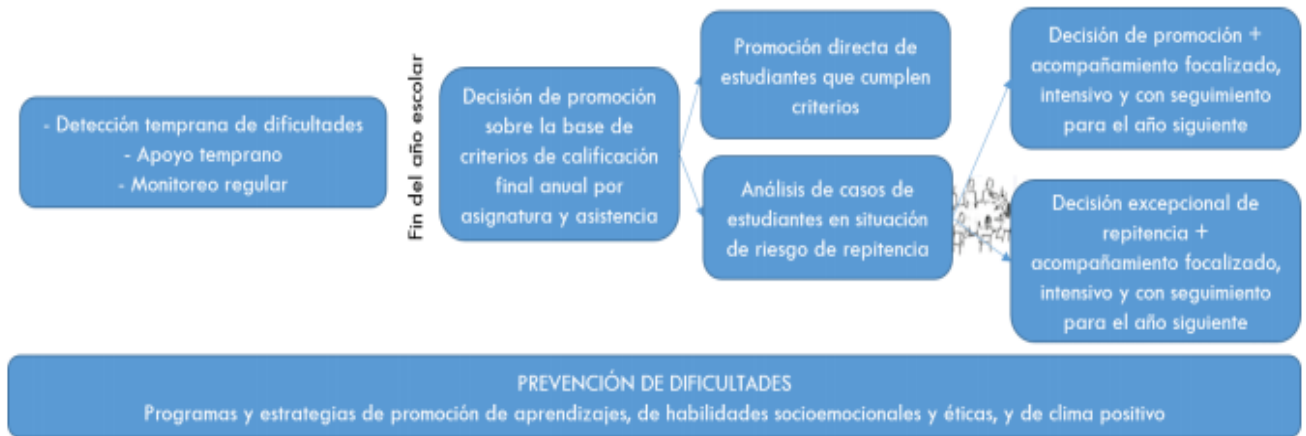 - Detección temprana de dificultades
- Apoyo temprano
- Monitoreo regular
Fin del año escolar
Decisión de promoción
sobre la base de
criterios de calificación
final anual por
asignatura y asistencia
Promoción directa de
estudiantes que cumplen
criterios
Análisis de casos de
estudiantes en situación
de riesgo de repitencia
Decisión de promoción +
acompañamiento focalizado,
intensivo y con seguimiento
para el año siguiente
Decisión excepcional de
repitencia +
acompañamiento focalizado,
intensivo y con seguimiento
para el año siguiente
PREVENCIÓN DE DIFICULTADES
Programas y estrategias de promoción de aprendizajes, de habilidades socioemocionales y éticas, y de clima positivo